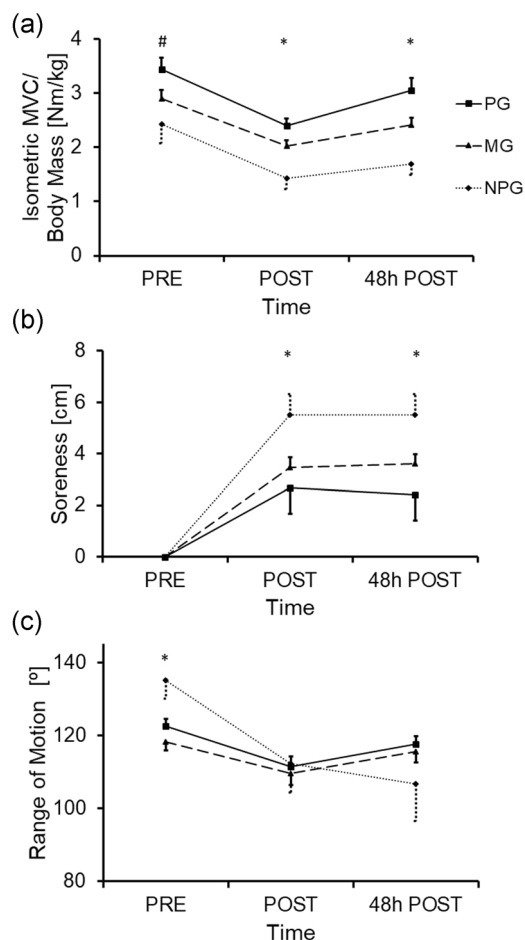 (a)
# * *
4
3
2
1
0
Isometric MVC/
Body Mass [Nm/kg]
PG
MG
NPG
PRE POST 48h POST
Time
(b)
* *
8
6
4
2
0
Soreness [cm]
PRE POST 48h POST
Time
(c)
*
140
120
100
80
Range of Motion [º]
PRE POST 48h POST
Time